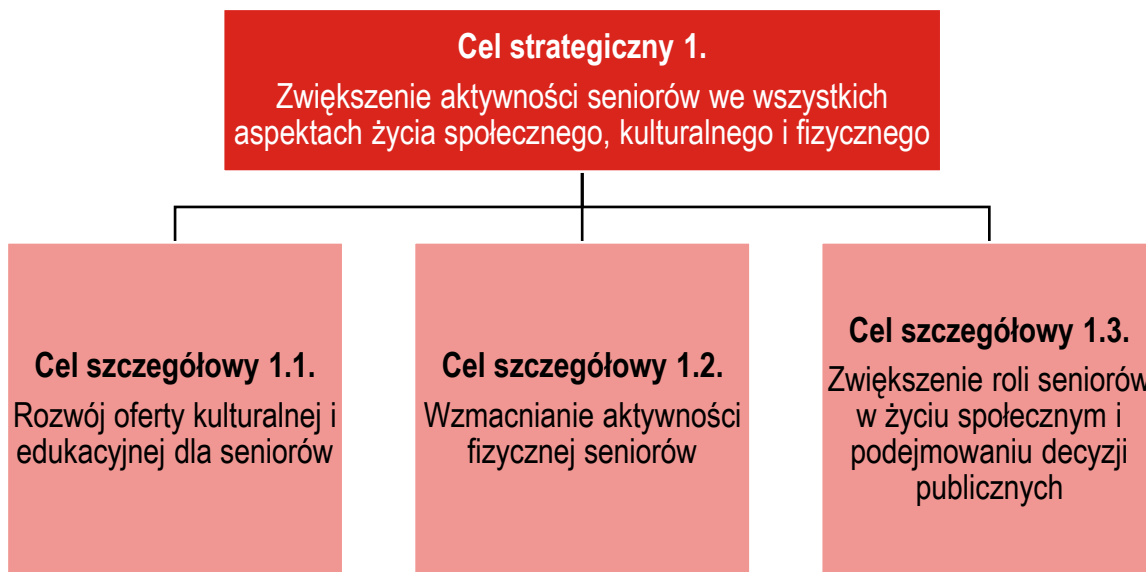 Cel strategiczny 1.
Zwiększenie aktywności seniorów we wszystkich
aspektach życia społecznego, kulturalnego i fizycznego
Cel szczegółowy 1.1.
Rozwój oferty kulturalnej i
edukacyjnej dla seniorów
Cel szczegółowy 1.2.
Wzmacnianie aktywności
fizycznej seniorów
Cel szczegółowy 1.3.
Zwiększenie roli seniorów
w życiu społecznym i
podejmowaniu decyzji
publicznych